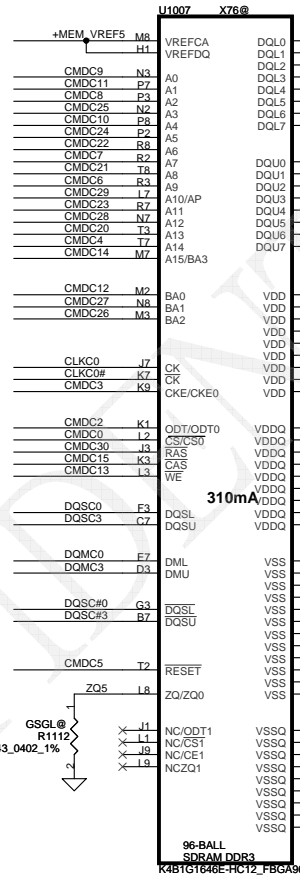 U1007 X76@
+MEM_VREF5 M8 VREFCA DQL0
H1 VREFDQ DQL1
DQL2
CMDC9 N3 A0 DQL3
CMDC11 P7 A1 DQL4
CMDC8 P3 A2 DQL5
CMDC25 N2 A3 DQL6
CMDC10 P8 A4 DQL7
CMDC24 P2 A5
CMDC22 R8 A6
CMDC7 R2 A7 DQU0
CMDC21 T8 A8 DQU1
CMDC6 R3 A9 DQU2
CMDC29 L7 A10/AP DQU3
CMDC23 R7 A11 DQU4
CMDC28 N7 A12 DQU5
CMDC20 T3 A13 DQU6
CMDC4 T7 A14 DQU7
CMDC14 M7 A15/BA3
CMDC12 M2 BA0 VDD
CMDC27 N8 BA1 VDD
CMDC26 M3 BA2 VDD
VDD
VDD
VDD
CLKC0 J7 CK VDD
CLKC0# K7 CK VDD
CMDC3 K9 CKE/CKE0 VDD
CMDC2 K1 ODT/ODT0 VDDQ
CMDC0 L2 CS/CS0 VDDQ
CMDC30 J3 RAS VDDQ
CMDC15 K3 CAS VDDQ
CMDC13 L3 WE VDDQ
VDDQ
310mA VDDQ
DQSC0 F3 DQSL VDDQ
DQSC3 C7 DQSU VDDQ
DQMC0 E7 DML VSS
DQMC3 D3 DMU VSS
VSS
VSS
DQSC#0 G3 DQSL VSS
DQSC#3 B7 DQSU VSS
VSS
VSS
VSS
CMDC5 T2 RESET VSS
VSS
ZQ5 L8 ZQ/ZQ0 VSS
1
GSGL@
R1112
43_0402_1%
2
J1 NC/ODT1 VSSQ
L1 NC/CS1 VSSQ
J9 NC/CE1 VSSQ
L9 NCZQ1 VSSQ
VSSQ
VSSQ
VSSQ
VSSQ
VSSQ
96-BALL
SDRAM DDR3
K4B1G1646E-HC12_FBGA96